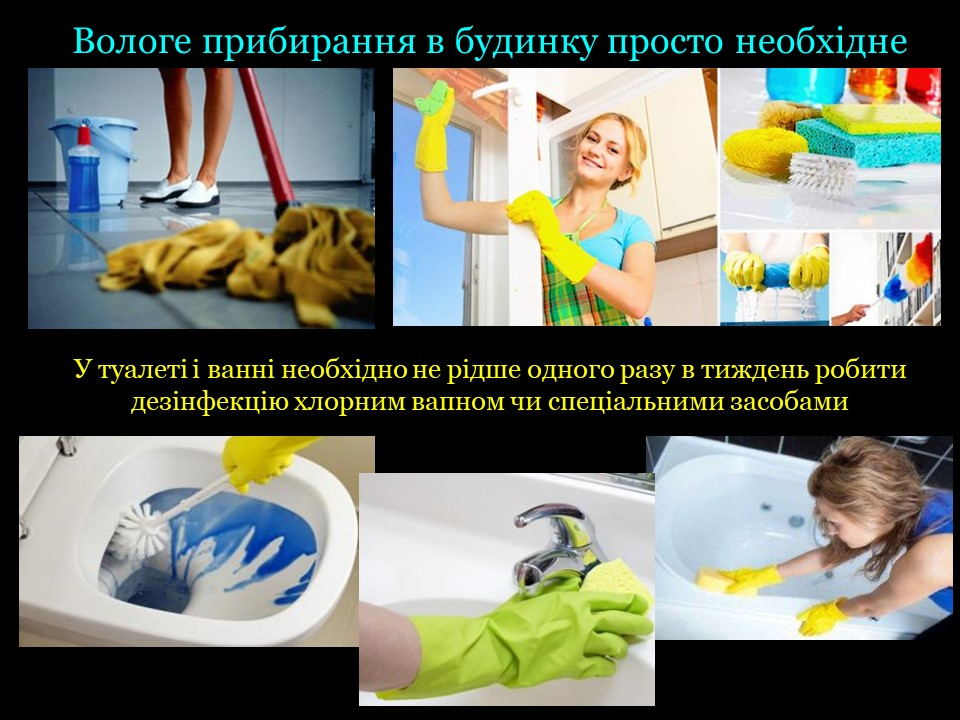 Вологе прибирання в будинку просто необхідне
У туалеті і ванні необхідно не рідше одного разу в тиждень робити
дезінфекцію хлорним вапном чи спеціальними засобами